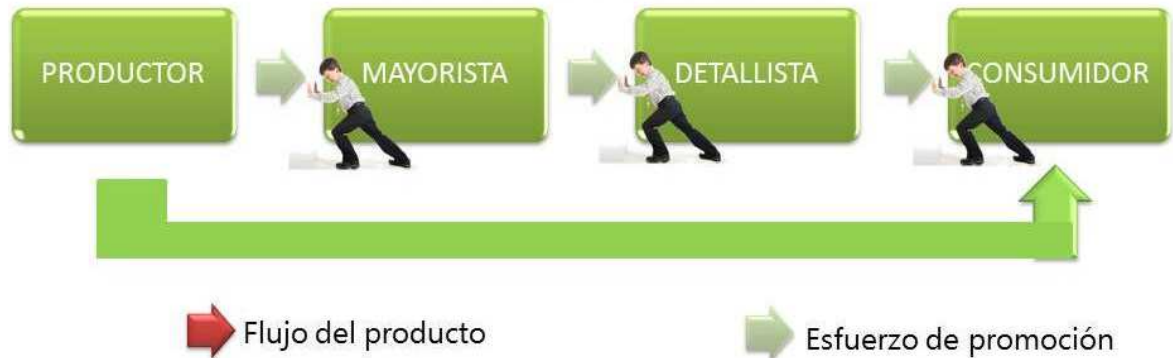 PRODUCTOR
MAYORISTA
DETALLISTA
CONSUMIDOR
Flujo del producto
Esfuerzo de promoción